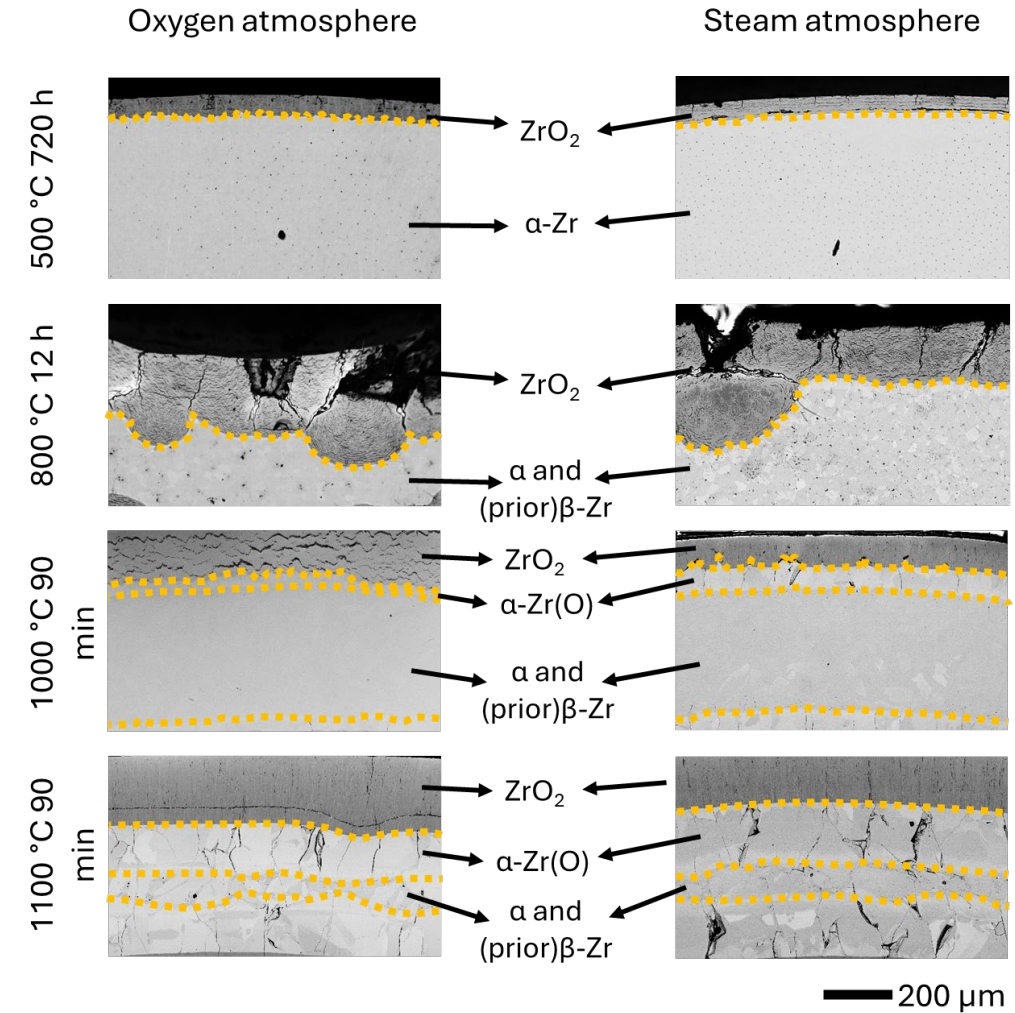 Oxygen atmosphere
Steam atmosphere
500 °C 720 h
ZrO₂
α-Zr
800 °C 12 h
ZrO₂
α and
(prior)β-Zr
1000 °C 90
min
ZrO₂
α-Zr(O)
α and
(prior)β-Zr
1100 °C 90
min
ZrO₂
α-Zr(O)
α and
(prior)β-Zr
200 µm